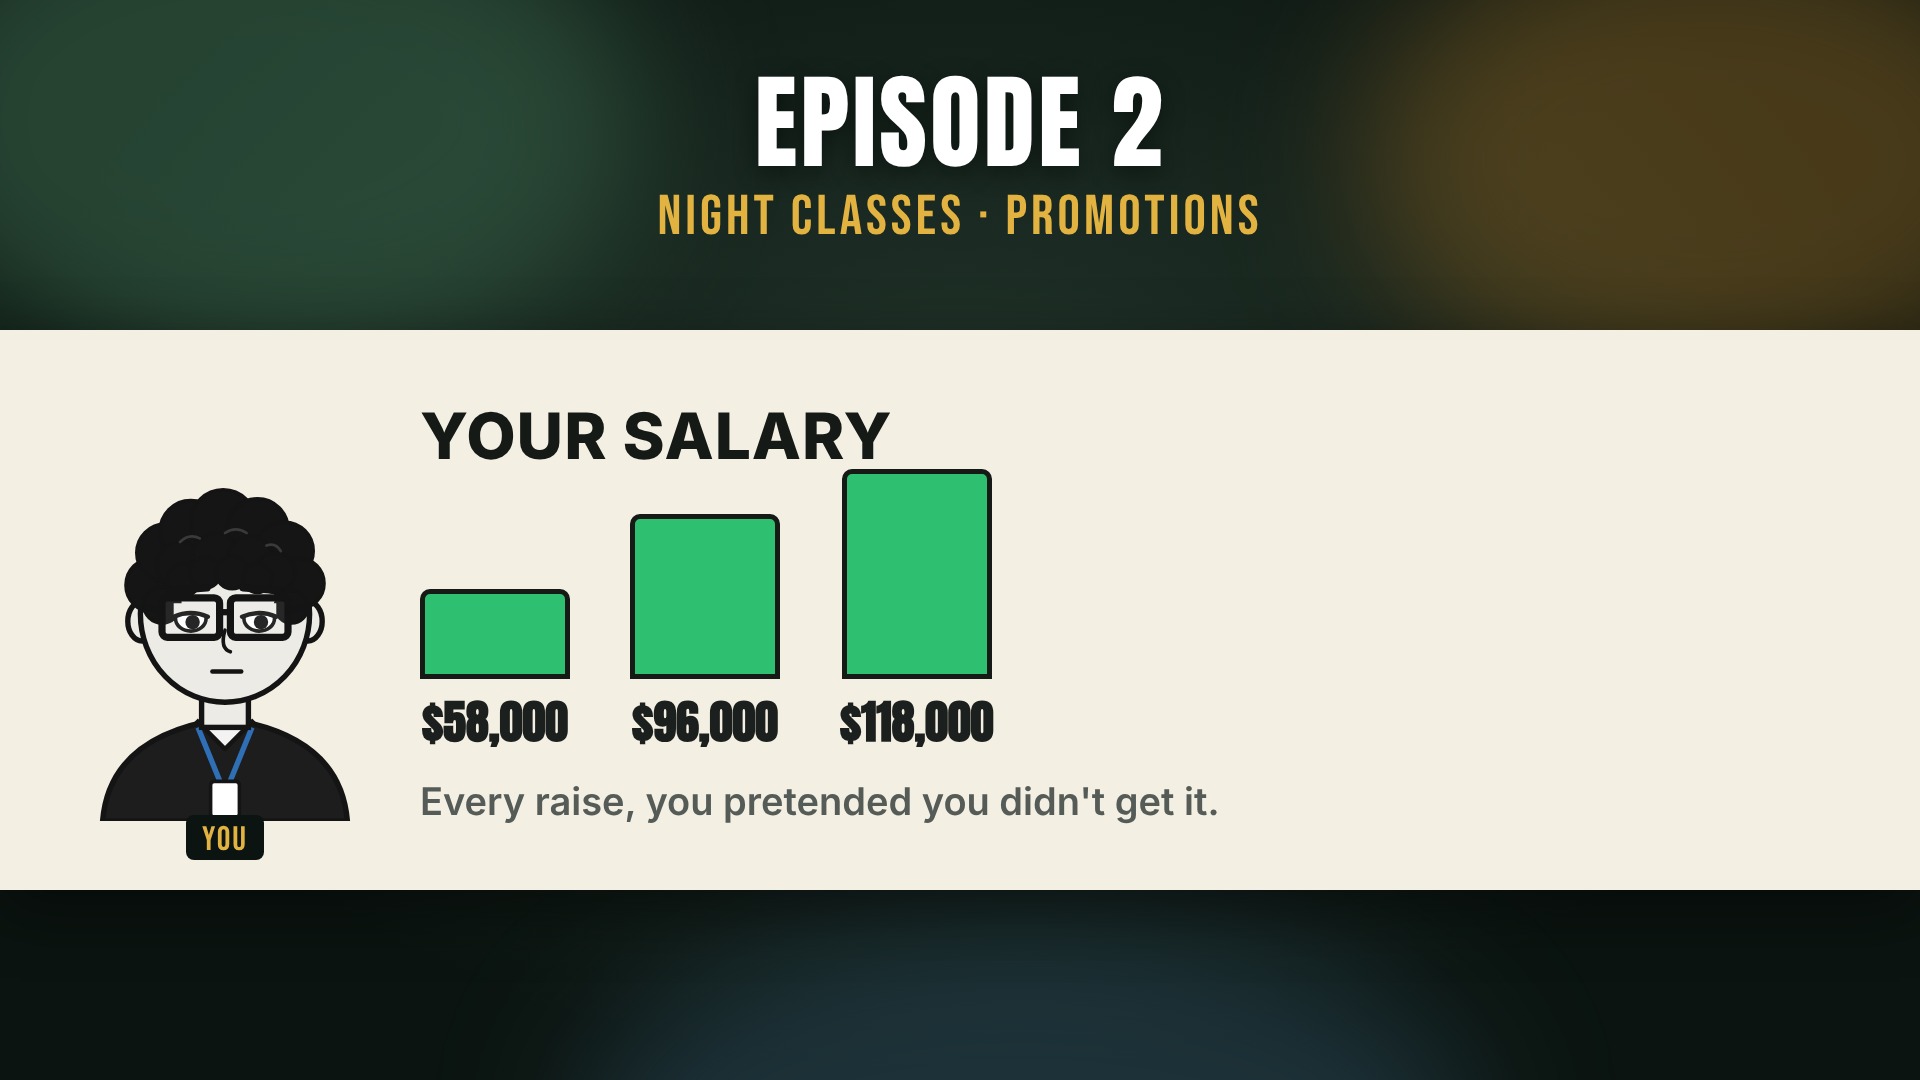 EPISODE 2
NIGHT CLASSES · PROMOTIONS
YOUR SALARY
$58,000 $96,000 $118,000
Every raise, you pretended you didn't get it.
YOU